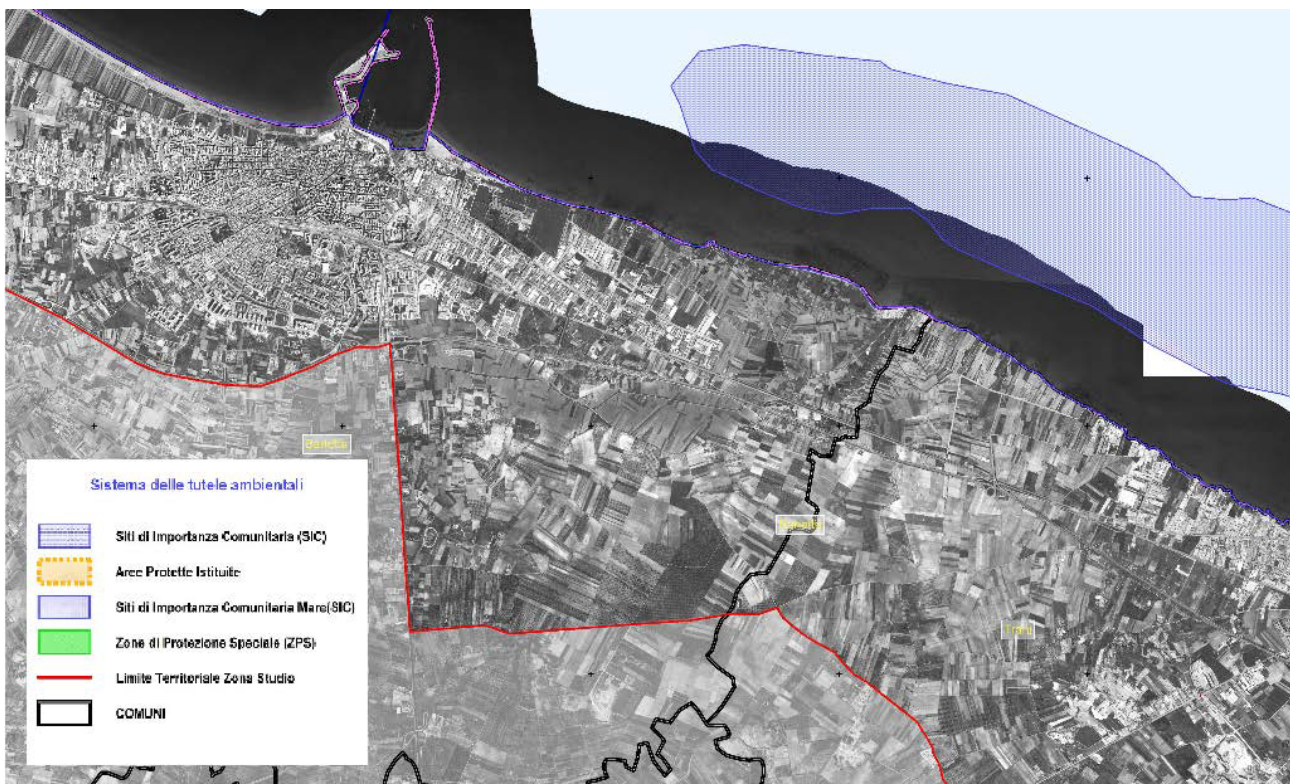 Barletta
Trani
Sistema delle tutele ambientali
Siti di Importanza Comunitaria (SIC)
Aree Protette Istituite
Siti di Importanza Comunitaria Mare(SIC)
Zone di Protezione Speciale (ZPS)
Limite Territoriale Zona Studio
COMUNI